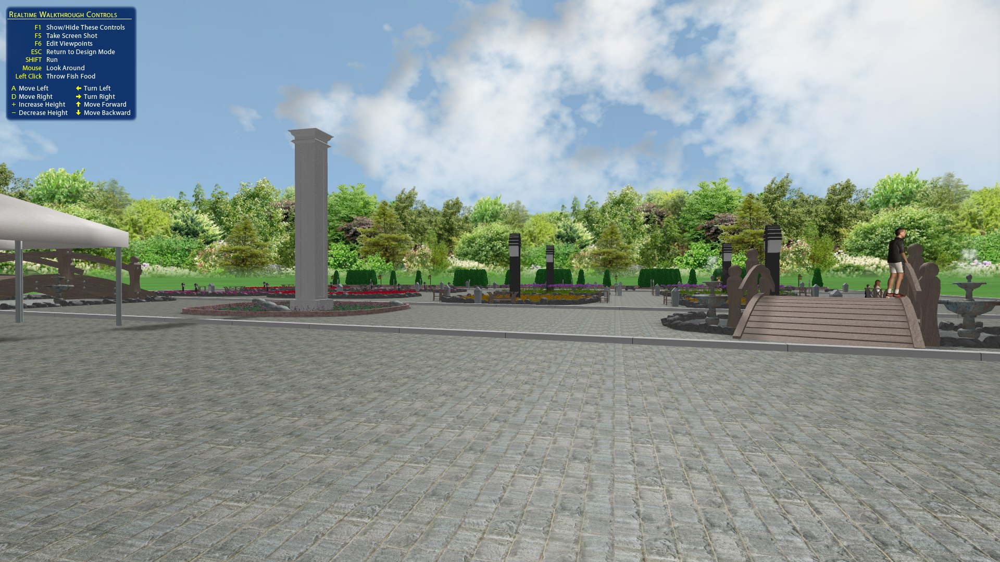 Realtime Walkthrough Controls
F1 Show/Hide These Controls
F5 Take Screen Shot
F6 Edit Viewpoints
ESC Return to Design Mode
SHIFT Run
Mouse Look Around
Left Click Throw Fish Food
A Move Left ← Turn Left
D Move Right → Turn Right
+ Increase Height ↑ Move Forward
− Decrease Height ↓ Move Backward